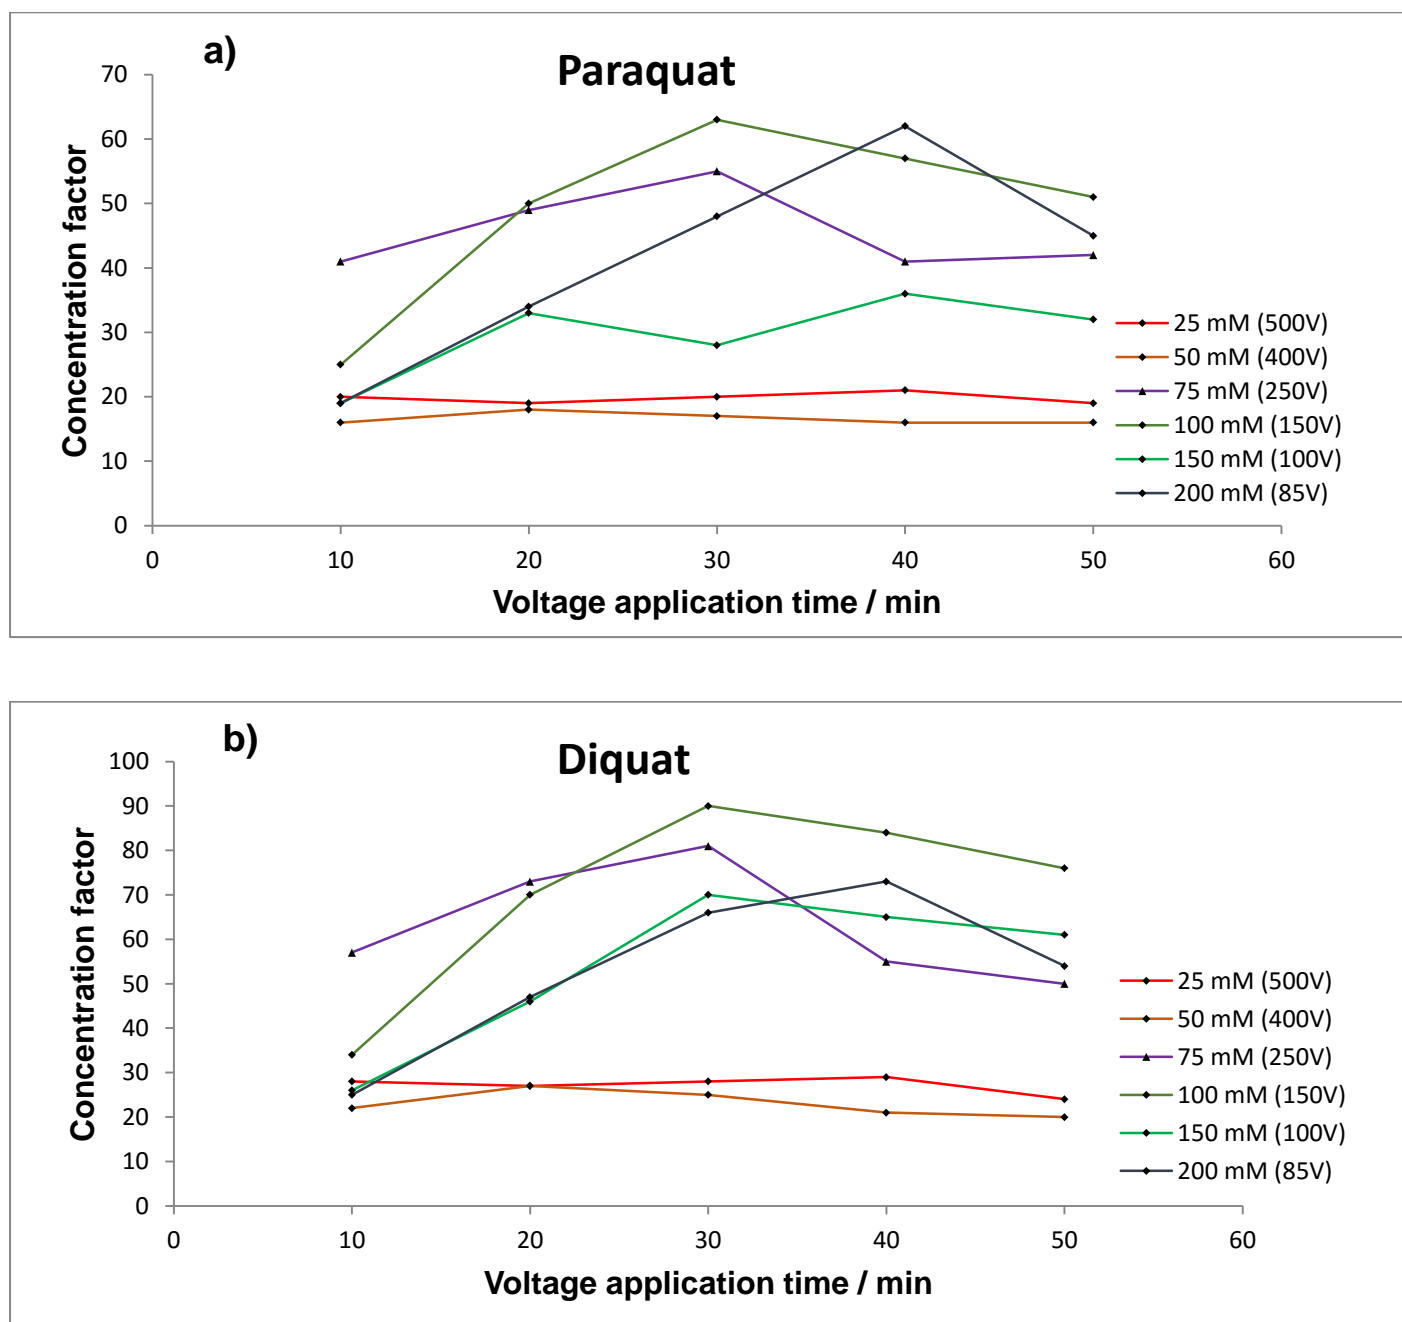 a)
Paraquat
70
60
50
40
30
20
10
0
Concentration factor
0 10 20 30 40 50 60
Voltage application time / min
25 mM (500V)
50 mM (400V)
75 mM (250V)
100 mM (150V)
150 mM (100V)
200 mM (85V)
b)
Diquat
100
90
80
70
60
50
40
30
20
10
0
Concentration factor
0 10 20 30 40 50 60
Voltage application time / min
25 mM (500V)
50 mM (400V)
75 mM (250V)
100 mM (150V)
150 mM (100V)
200 mM (85V)